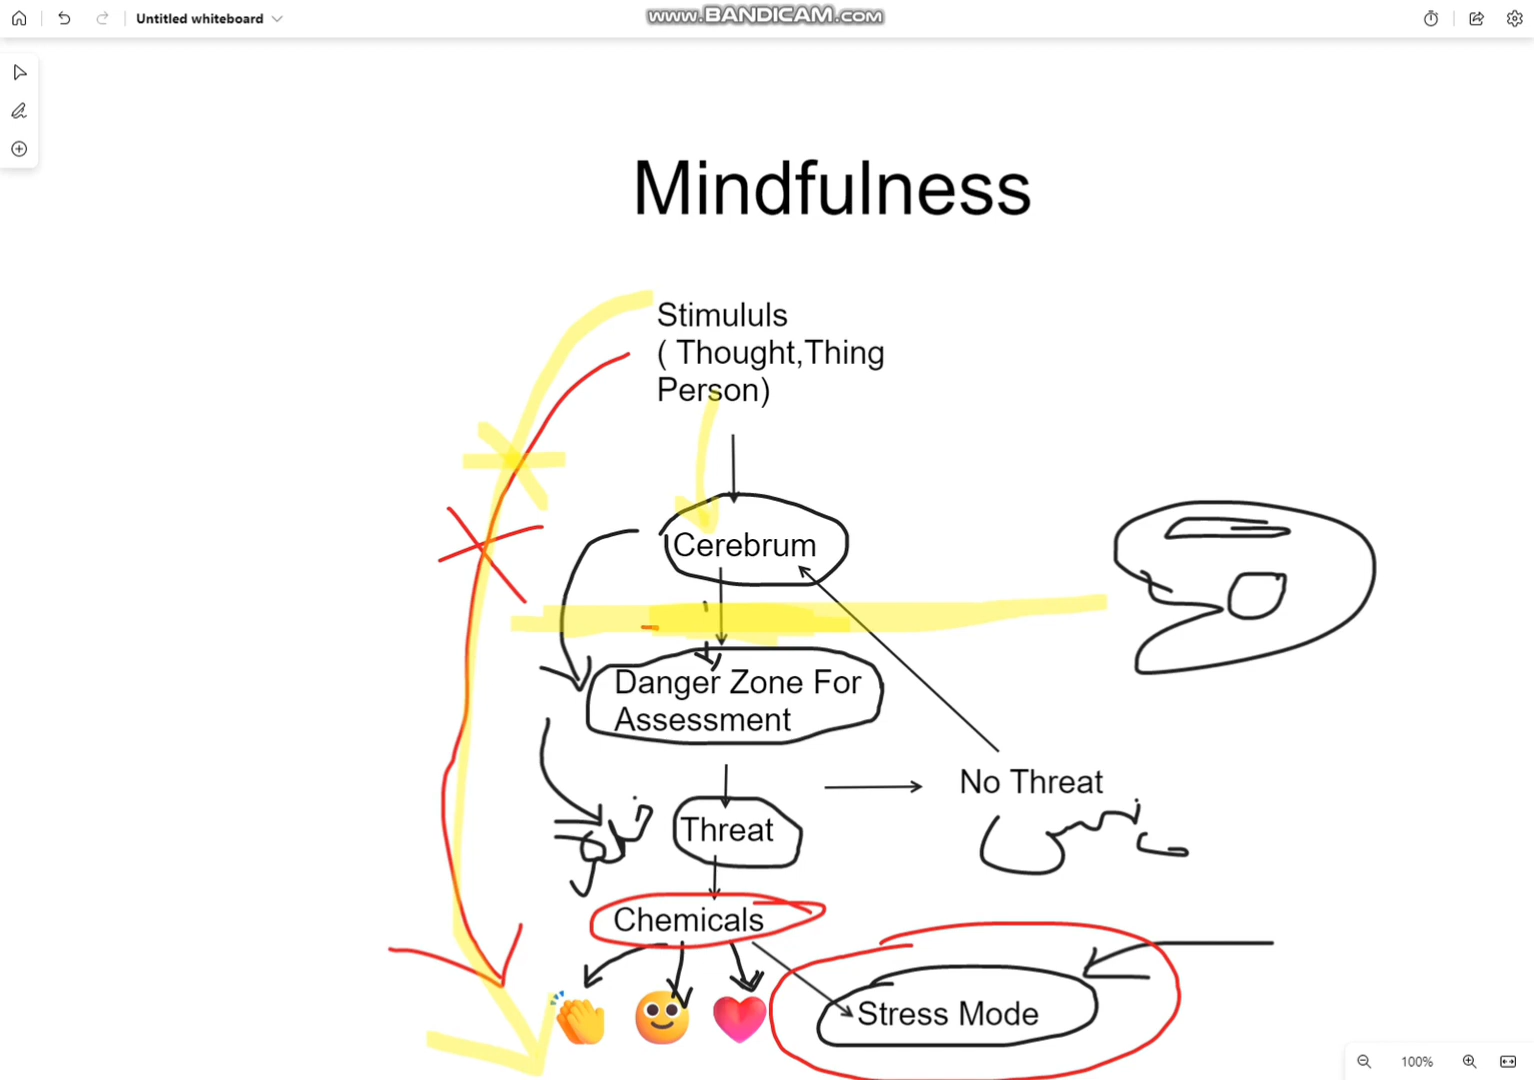 Untitled whiteboard
www.BANDICAM.com
Mindfulness
Stimululs
( Thought,Thing
Person)
Cerebrum
Danger Zone For
Assessment
No Threat
Threat
Chemicals
Stress Mode
100%